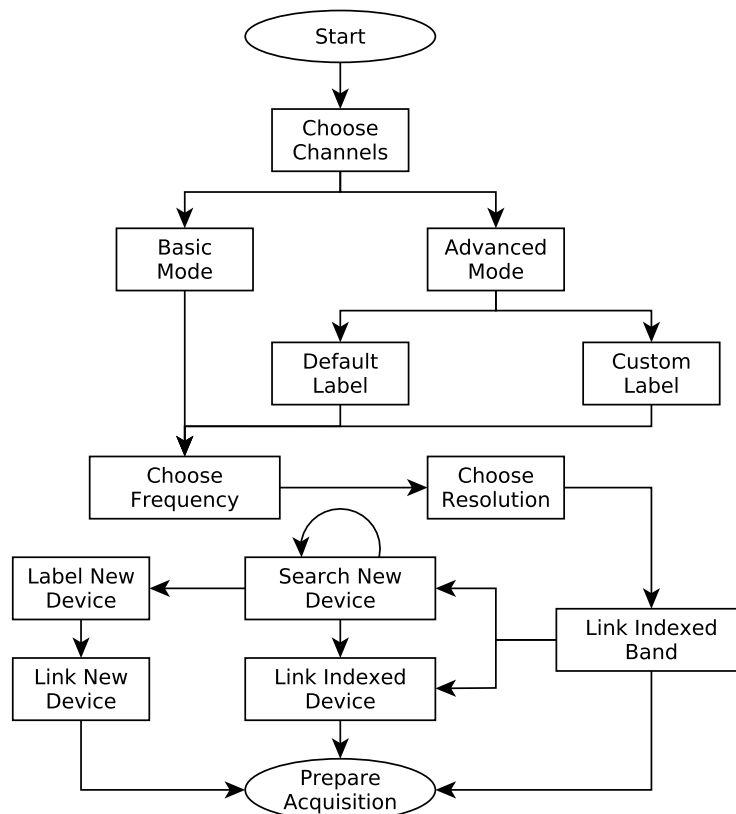 Start
Choose
Channels
Basic
Mode
Advanced
Mode
Default
Label
Custom
Label
Choose
Frequency
Choose
Resolution
Label New
Device
Search New
Device
Link Indexed
Band
Link New
Device
Link Indexed
Device
Prepare
Acquisition